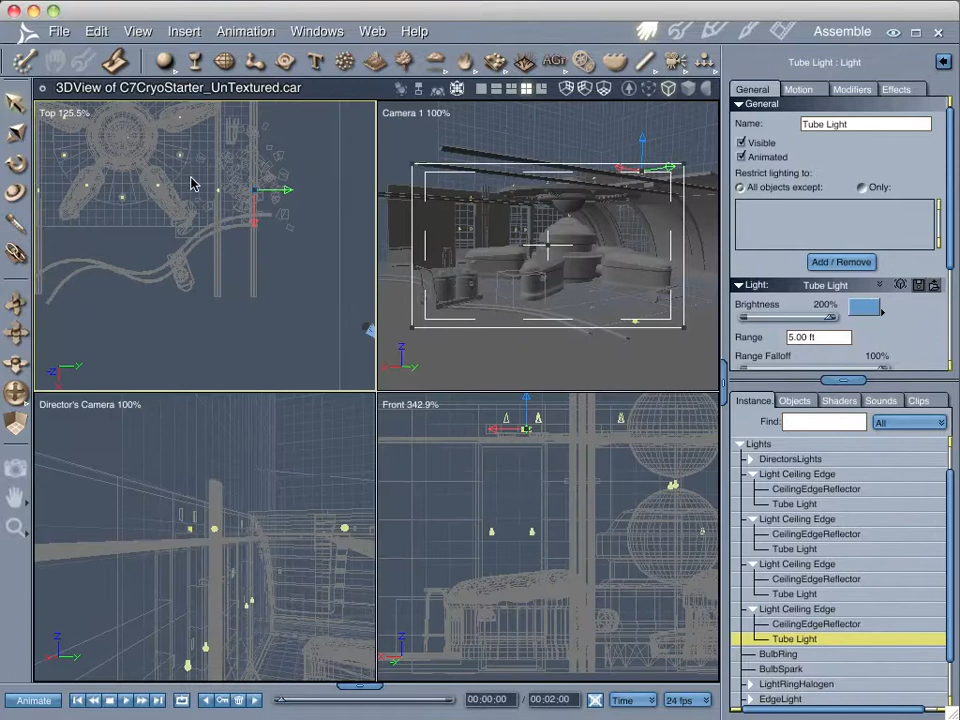 File Edit View Insert Animation Windows Web Help Assemble
3DView of C7CryoStarter_UnTextured.car
Top 125.5%
Camera 1 100%
Director's Camera 100%
Front 342.9%
Z Y
Z Y
Z Y
Z Y
Tube Light : Light
General Motion Modifiers Effects
General
Name: Tube Light
Visible
Animated
Restrict lighting to:
All objects except: Only:
Add / Remove
Light: Tube Light
Brightness 200%
Range 5.00 ft
Range Falloff 100%
Instance Objects Shaders Sounds Clips
Find: All
Lights
DirectorsLights
Light Ceiling Edge
CeilingEdgeReflector
Tube Light
Light Ceiling Edge
CeilingEdgeReflector
Tube Light
Light Ceiling Edge
CeilingEdgeReflector
Tube Light
Light Ceiling Edge
CeilingEdgeReflector
Tube Light
BulbRing
BulbSpark
LightRingHalogen
EdgeLight
Animate 00:00:00 / 00:02:00 Time 24 fps